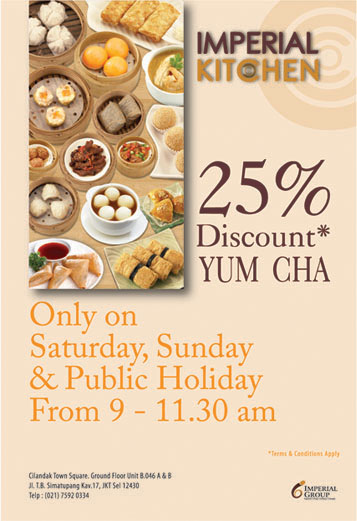 IMPERIAL
KITCHEN
25%
Discount*
YUM CHA
Only on
Saturday, Sunday
& Public Holiday
From 9 - 11.30 am
*Terms & Conditions Apply
Cilandak Town Square. Ground Floor Unit B.046 A & B
Jl. T.B. Simatupang Kav.17, JKT Sel 12430
Telp : (021) 7592 0334
IMPERIAL
GROUP